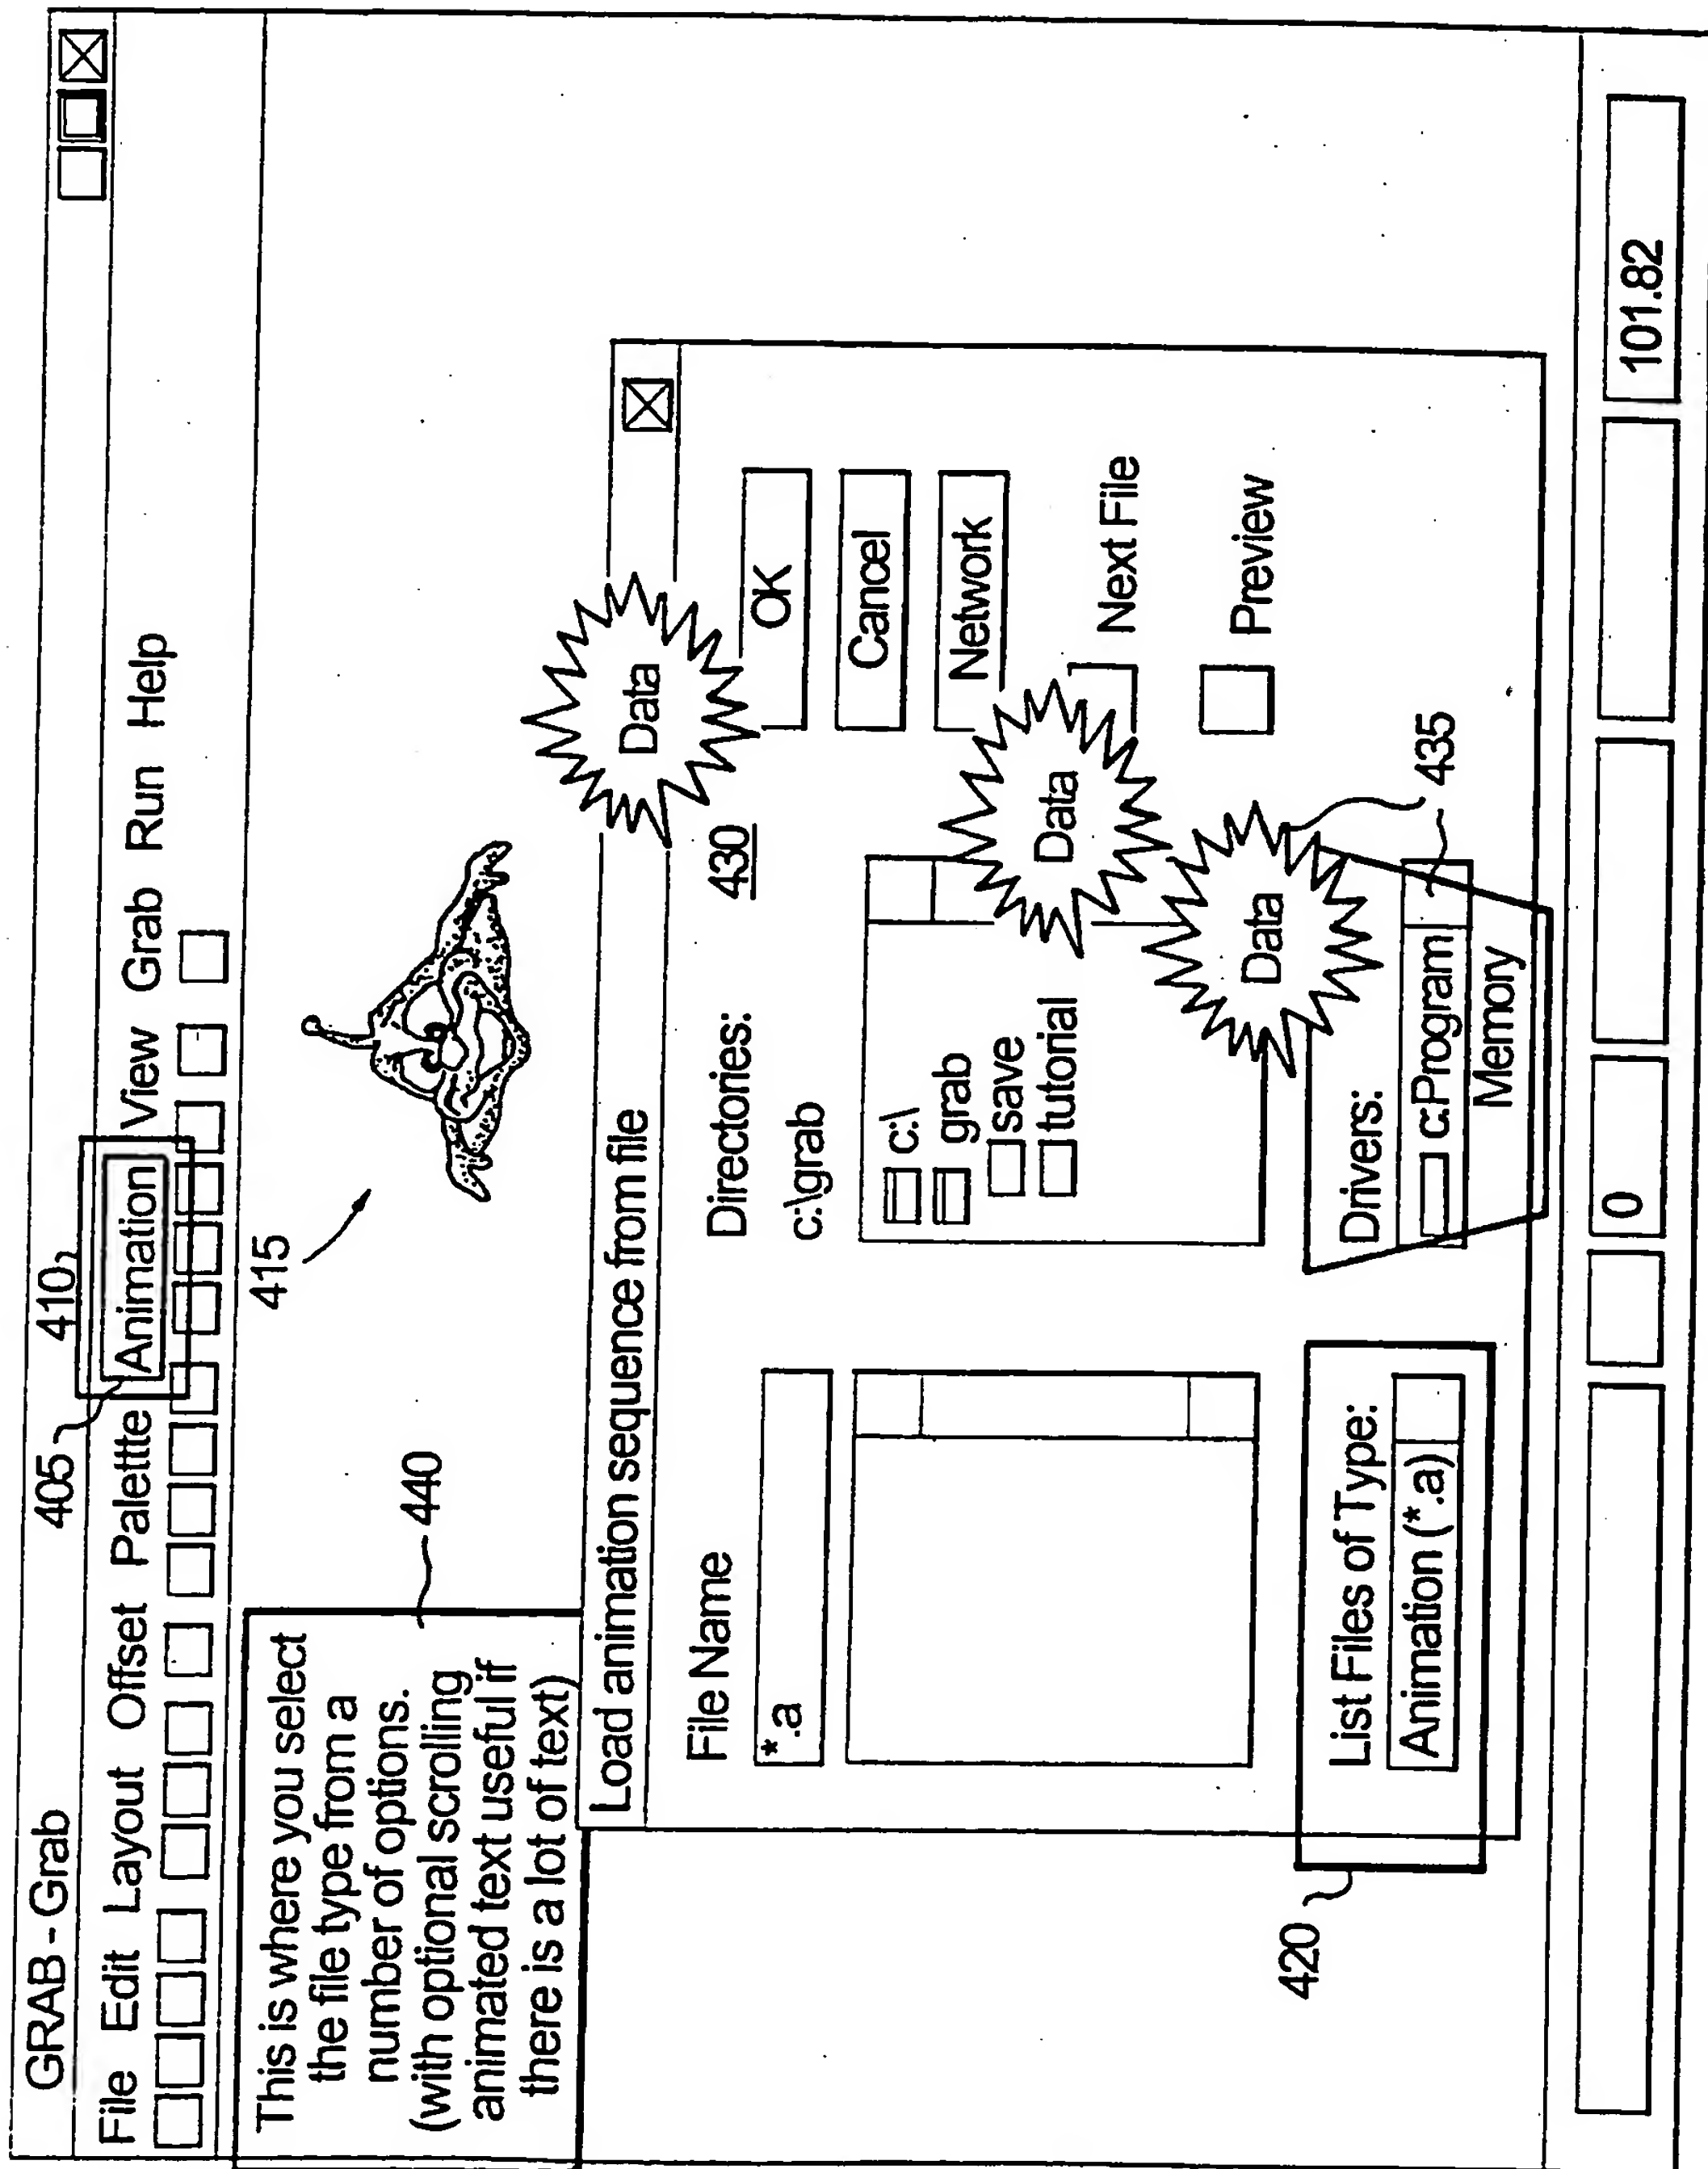 GRAB - Grab
405
410
File Edit Layout Offset Palettte Animation View Grab Run Help
415
This is where you select
the file type from a
number of options.
(with optional scrolling
animated text useful if
there is a lot of text)
440
Load animation sequence from file
Data
File Name
*.a
Directories:
430
c:\grab
OK
c:\
grab
save
tutorial
Cancel
Network
Data
Next File
Data
Preview
List Files of Type:
Animation (*.a)
420
Drivers:
c:Program
Memory
435
0
101.82